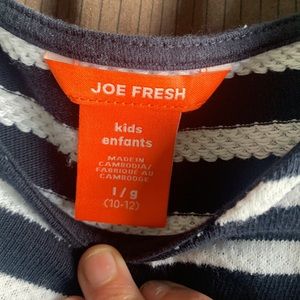 JOE FRESH
kids
enfants
MADE IN
CAMBODIA/
FABRIQUÉ AU
CAMBODGE
l / g
(10-12)